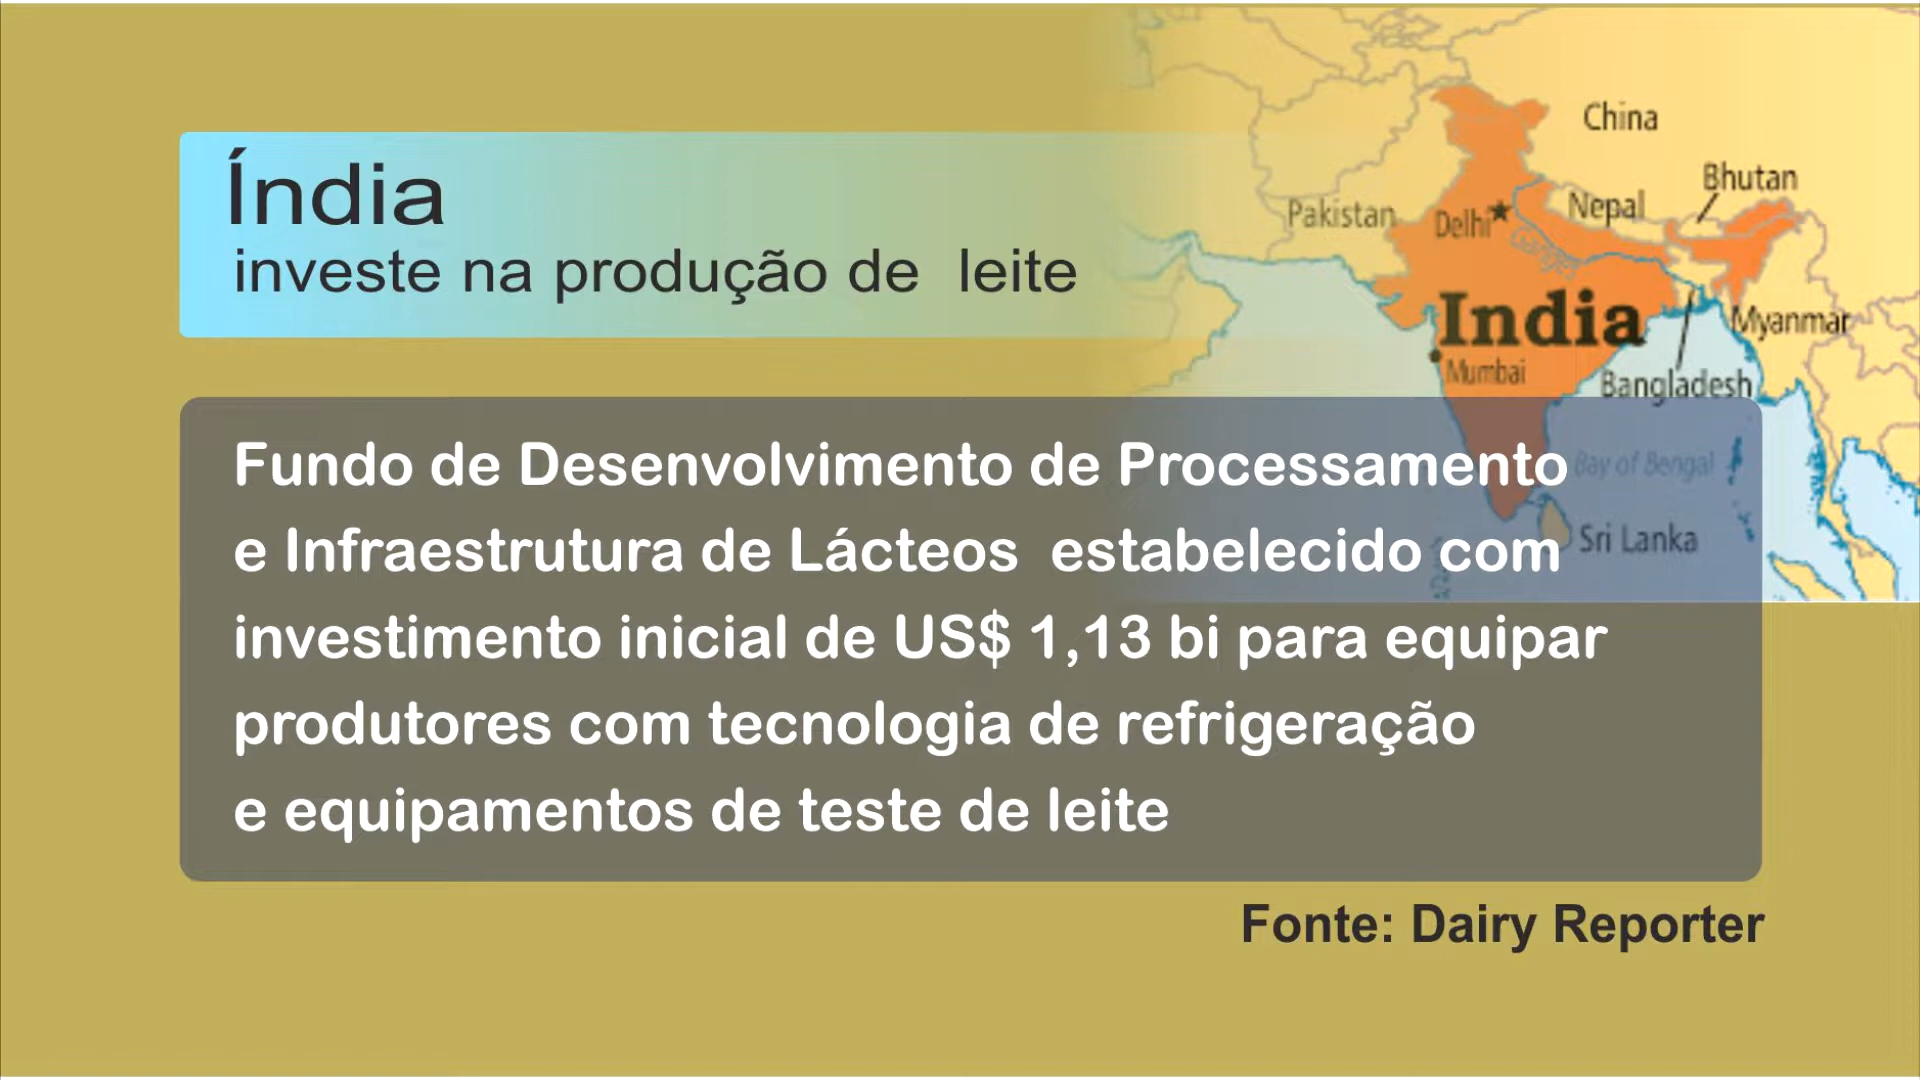 Índia
investe na produção de leite
China
Bhutan
Nepal
Pakistan
Delhi
India
Myanmar
Mumbai
Bangladesh
Fundo de Desenvolvimento de Processamento
Bay of Bengal
e Infraestrutura de Lácteos estabelecido com
Sri Lanka
investimento inicial de US$ 1,13 bi para equipar
produtores com tecnologia de refrigeração
e equipamentos de teste de leite
Fonte: Dairy Reporter